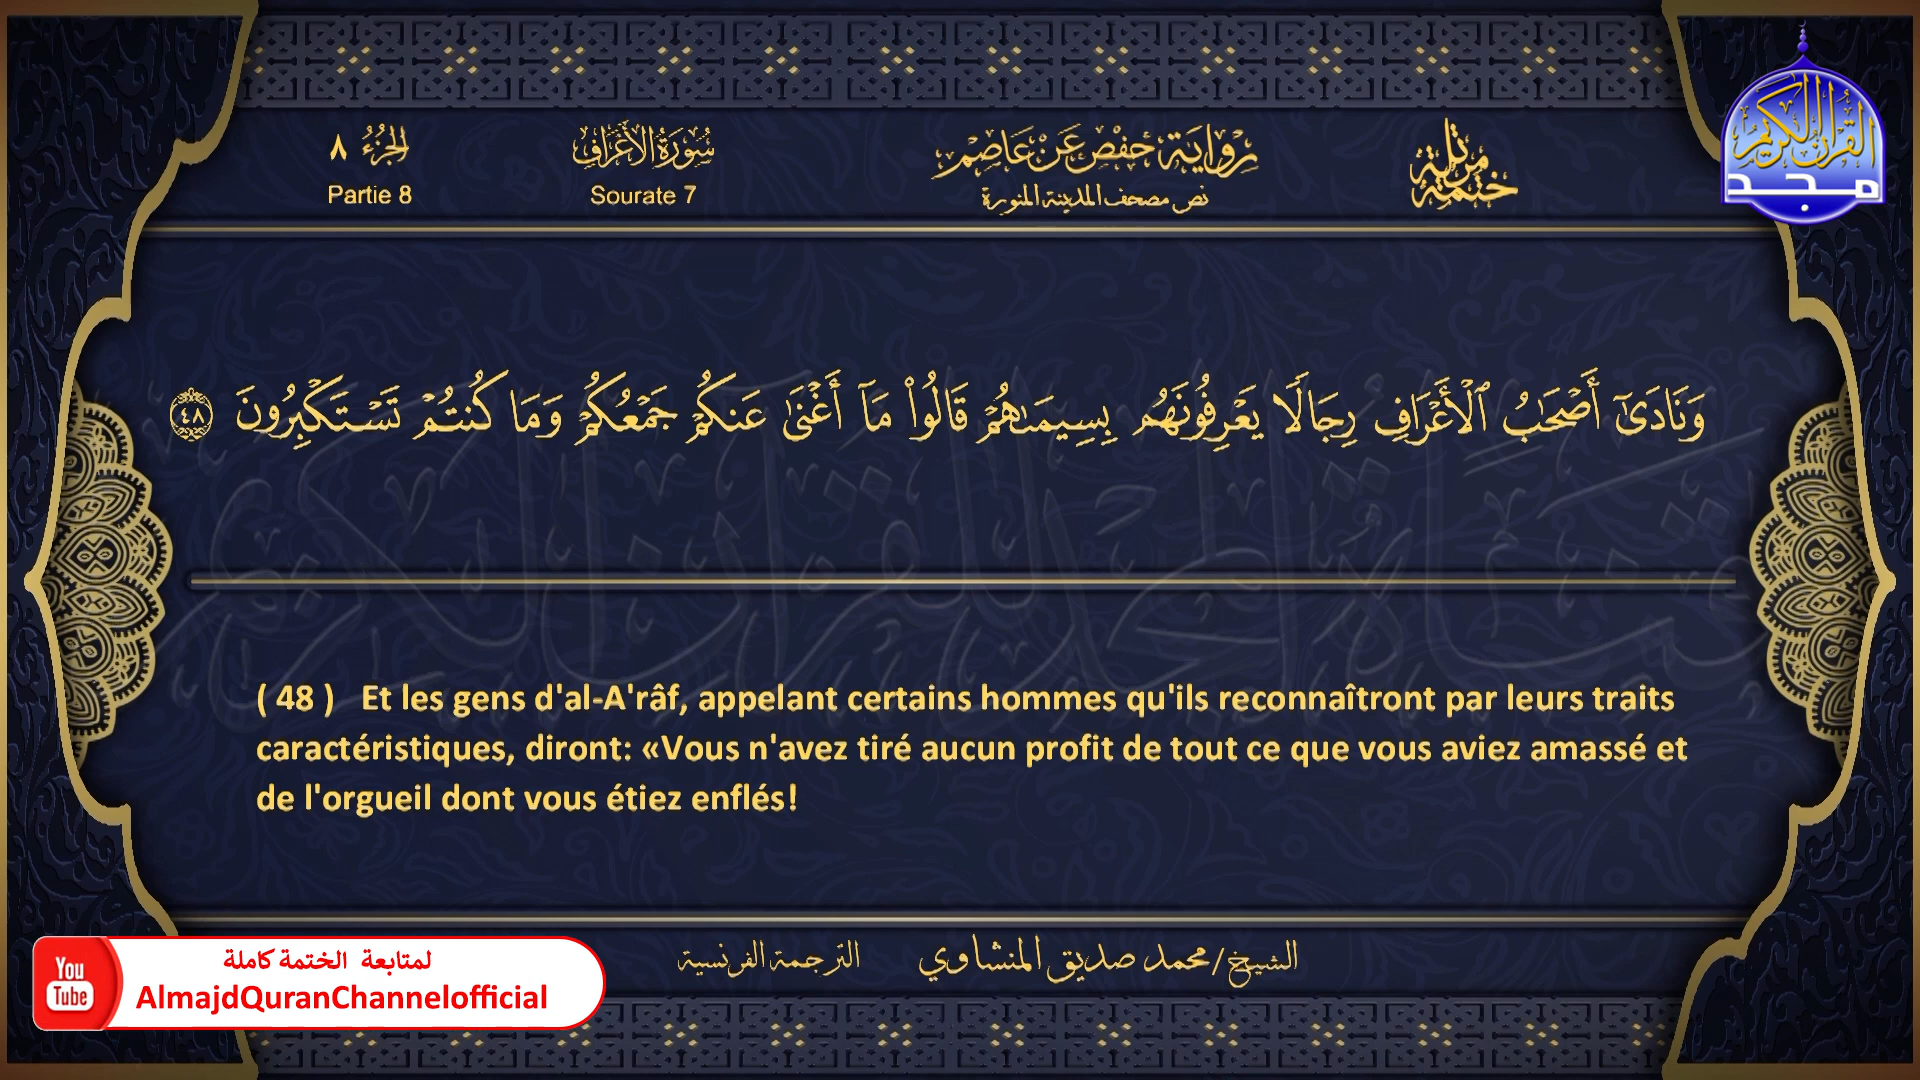 الجزء ٨
Partie 8
سورة الأعراف
Sourate 7
رواية حفص عن عاصم
نص مصحف المدينة المنورة
ختمة مرتلة
القرآن الكريم
مجد
وَنَادَىٰٓ أَصْحَٰبُ ٱلْأَعْرَافِ رِجَالًا يَعْرِفُونَهُم بِسِيمَىٰهُمْ قَالُوا۟ مَآ أَغْنَىٰ عَنكُمْ جَمْعُكُمْ وَمَا كُنتُمْ تَسْتَكْبِرُونَ ٤٨
( 48 ) Et les gens d'al-A'râf, appelant certains hommes qu'ils reconnaîtront par leurs traits
caractéristiques, diront: «Vous n'avez tiré aucun profit de tout ce que vous aviez amassé et
de l'orgueil dont vous étiez enflés!
الشيخ/محمد صديق المنشاوي
الترجمة الفرنسية
You
Tube
لمتابعة الختمة كاملة
AlmajdQuranChannelofficial